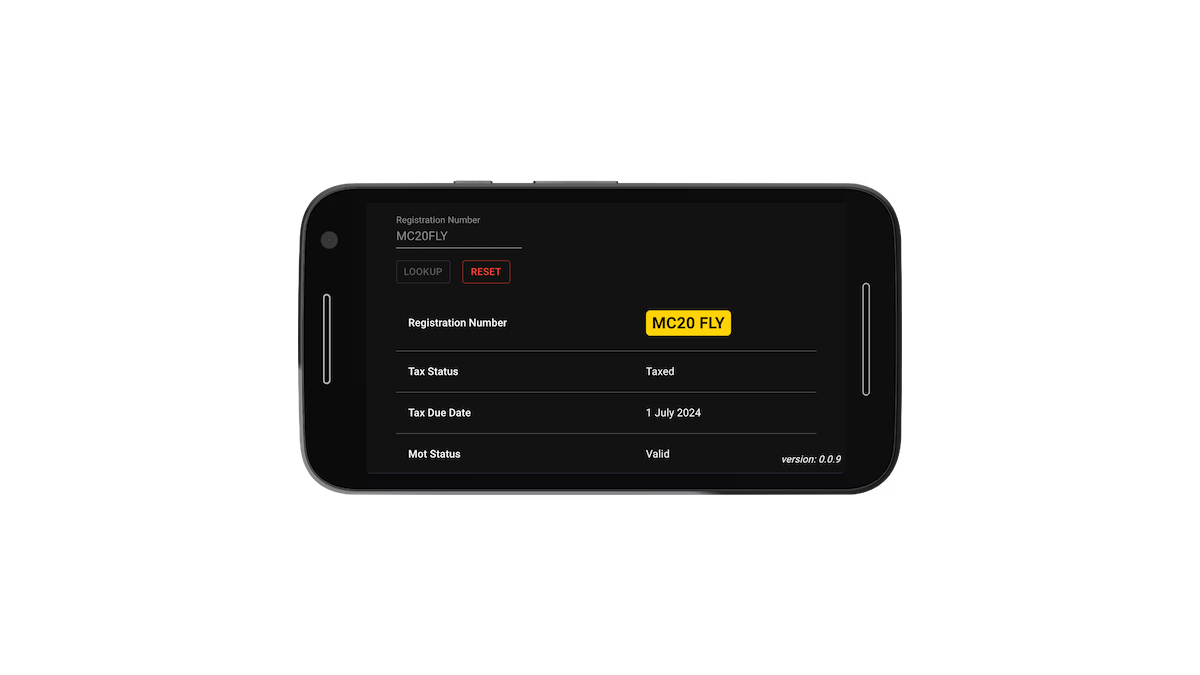 Registration Number
MC20FLY
LOOKUP RESET
Registration Number MC20 FLY
Tax Status Taxed
Tax Due Date 1 July 2024
Mot Status Valid
version: 0.0.9